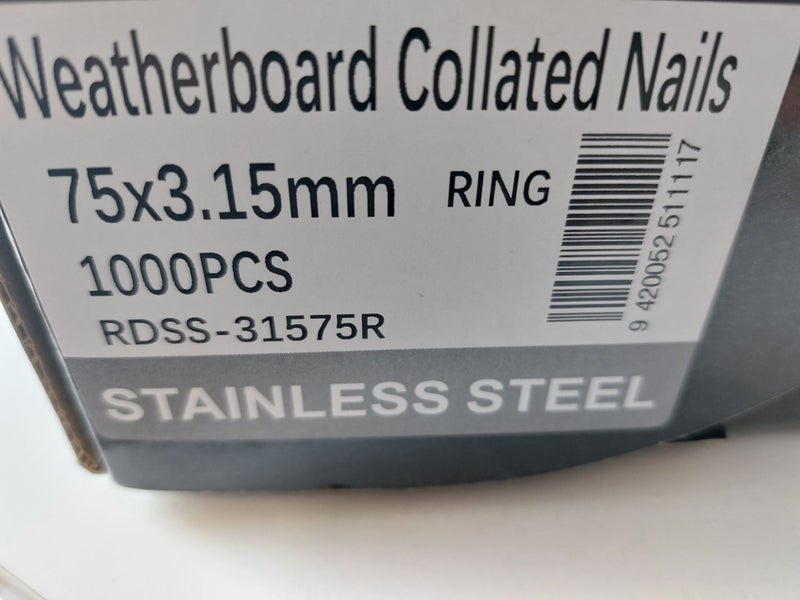 Weatherboard Collated Nails
75x3.15mm RING
1000PCS
RDSS-31575R
9 420052 511117
STAINLESS STEEL